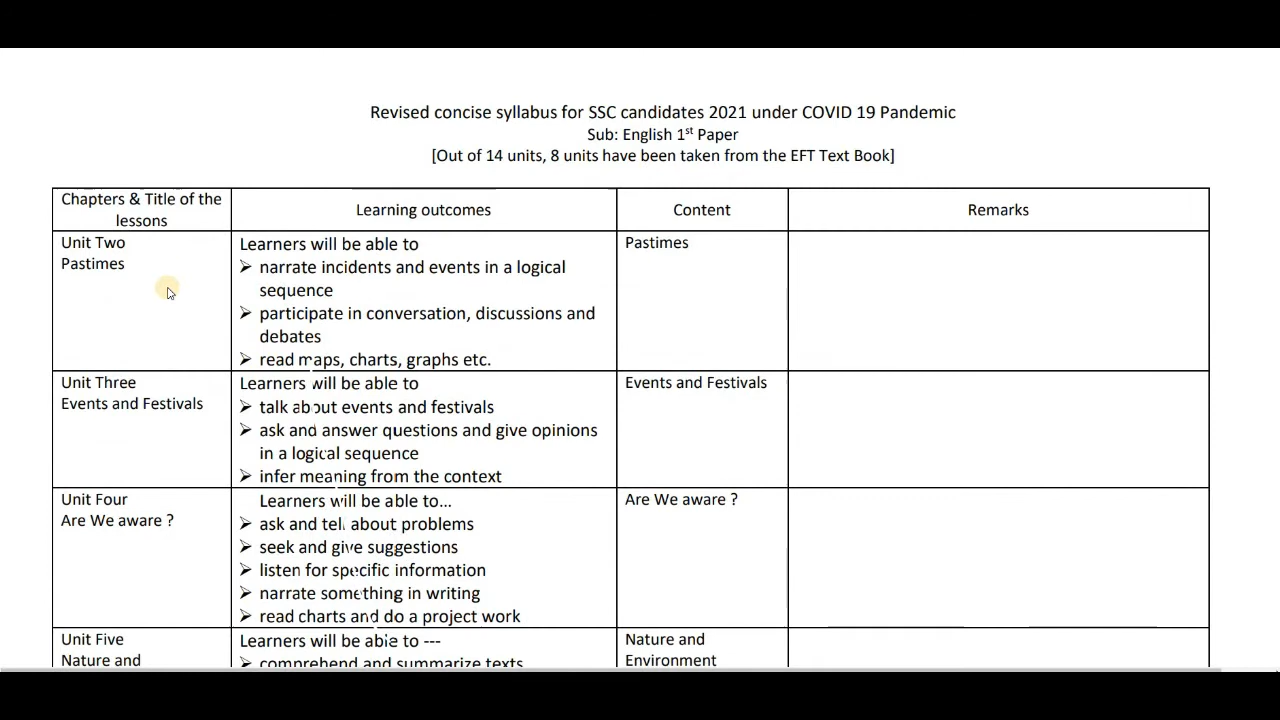 Revised concise syllabus for SSC candidates 2021 under COVID 19 Pandemic
Sub: English 1st Paper
[Out of 14 units, 8 units have been taken from the EFT Text Book]
Chapters & Title of the
lessons
Learning outcomes
Content
Remarks
Unit Two
Pastimes
Learners will be able to
➢ narrate incidents and events in a logical
sequence
➢ participate in conversation, discussions and
debates
➢ read maps, charts, graphs etc.
Pastimes
Unit Three
Events and Festivals
Learners will be able to
➢ talk about events and festivals
➢ ask and answer questions and give opinions
in a logical sequence
➢ infer meaning from the context
Events and Festivals
Unit Four
Are We aware ?
Learners will be able to...
➢ ask and tell about problems
➢ seek and give suggestions
➢ listen for specific information
➢ narrate something in writing
➢ read charts and do a project work
Are We aware ?
Unit Five
Nature and
Learners will be able to ---
➢ comprehend and summarize texts
Nature and
Environment